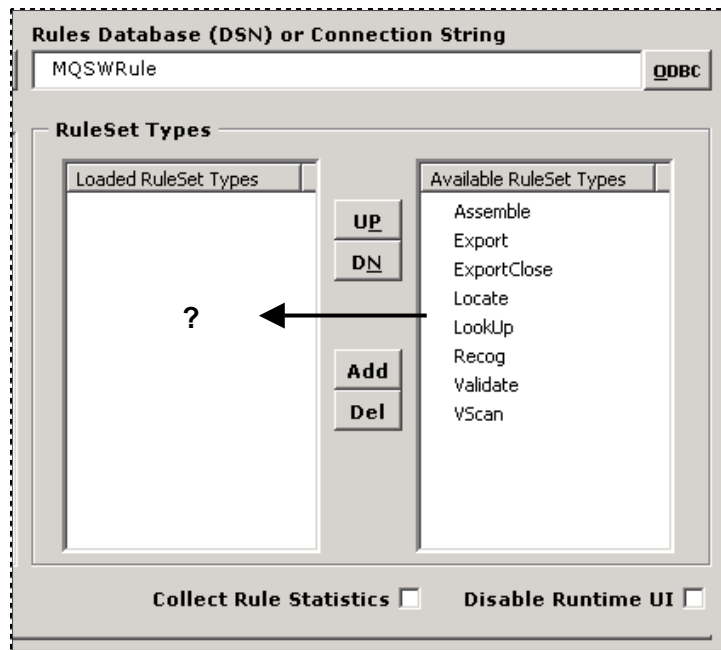 Rules Database (DSN) or Connection String
MQSWRule
ODBC
RuleSet Types
Loaded RuleSet Types
Available RuleSet Types
UP
DN
Add
Del
?
Assemble
Export
ExportClose
Locate
LookUp
Recog
Validate
VScan
Collect Rule Statistics
Disable Runtime UI